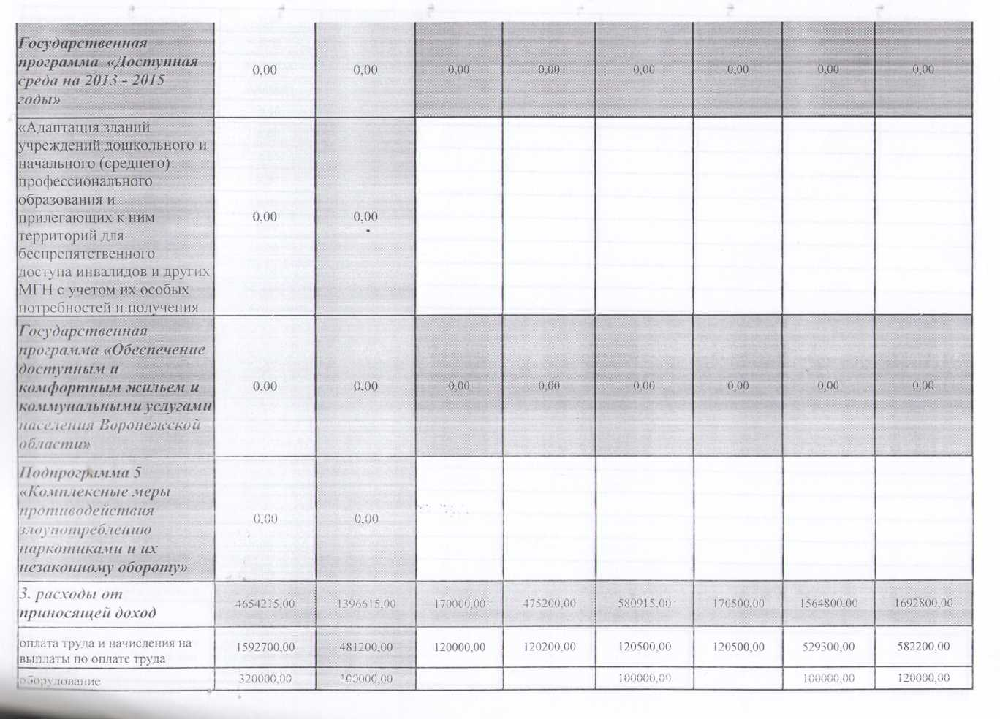 Государственная
программа «Доступная
среда на 2013 - 2015
годы»
0,00 0,00 0,00 0,00 0,00 0,00 0,00 0,00
«Адаптация зданий
учреждений дошкольного и
начального (среднего)
профессионального
образования и
прилегающих к ним
территорий для
беспрепятственного
доступа инвалидов и других
МГН с учетом их особых
потребностей и получения
0,00 0,00
Государственная
программа «Обеспечение
доступным и
комфортным жильем и
коммунальными услугами
населения Воронежской
области»
0,00 0,00 0,00 0,00 0,00 0,00 0,00 0,00
Подпрограмма 5
«Комплексные меры
противодействия
злоупотреблению
наркотиками и их
незаконному обороту»
0,00 0,00
3. расходы от
приносящей доход
4654215,00 1396615,00 170000,00 475200,00 580915,00 170500,00 1564800,00 1692800,00
оплата труда и начисления на
выплаты по оплате труда
1592700,00 481200,00 120000,00 120200,00 120500,00 120500,00 529300,00 582200,00
оборудование 320000,00 100000,00 100000,00 100000,00 120000,00